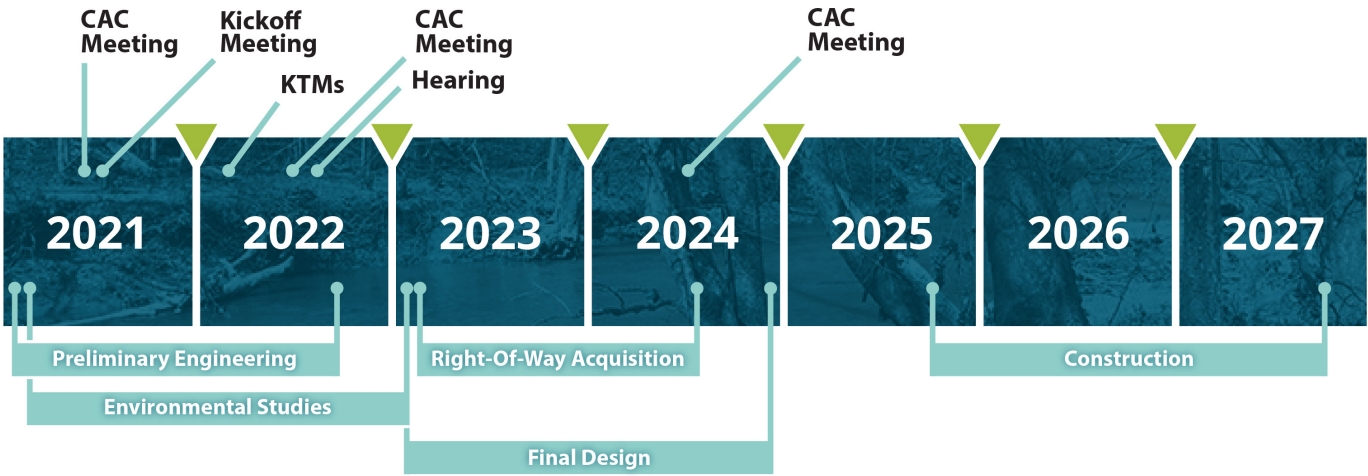 CAC
Meeting
Kickoff
Meeting
KTMs
CAC
Meeting
Hearing
CAC
Meeting
2021
2022
2023
2024
2025
2026
2027
Preliminary Engineering
Right-Of-Way Acquisition
Construction
Environmental Studies
Final Design